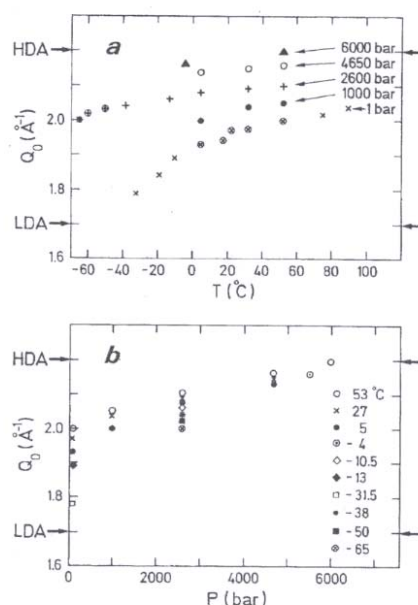 a
HDA
6000 bar
4650 bar
2600 bar
1000 bar
1 bar
LDA
Q₀ (Å⁻¹)
2.0
1.9
1.8
1.6
-60 -40 -20 0 20 40 60 80 100
T (°C)
b
HDA
2.0
1.8
LDA
1.6
Q₀ (Å⁻¹)
53 °C
27
5
-4
-10.5
-13
-31.5
-38
-50
-65
0 2000 4000 6000
P (bar)